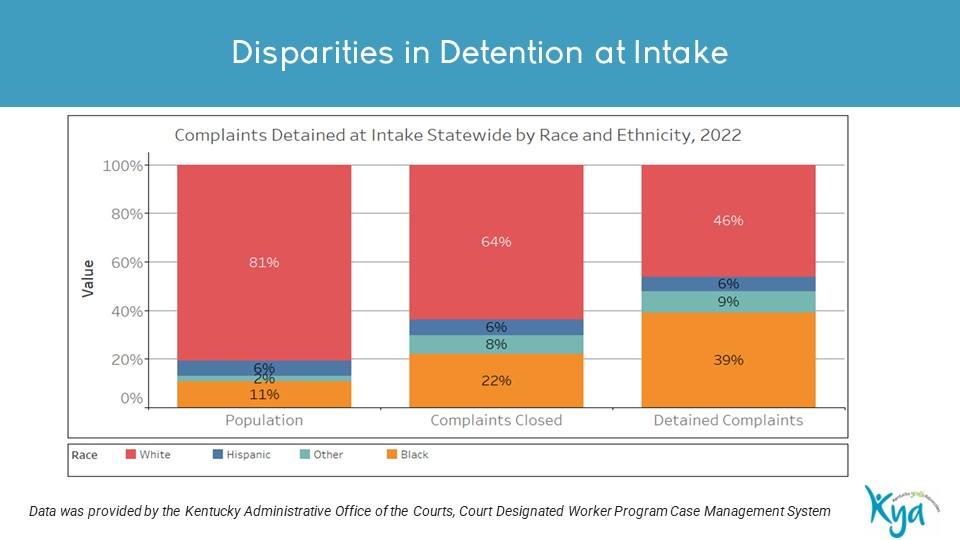 Disparities in Detention at Intake
Complaints Detained at Intake Statewide by Race and Ethnicity, 2022
Value
100%
80%
60%
40%
20%
0%
81%
6%
2%
11%
64%
6%
8%
22%
46%
6%
9%
39%
Population Complaints Closed Detained Complaints
Race White Hispanic Other Black
Data was provided by the Kentucky Administrative Office of the Courts, Court Designated Worker Program Case Management System
Kentucky youth Advocates
Kya